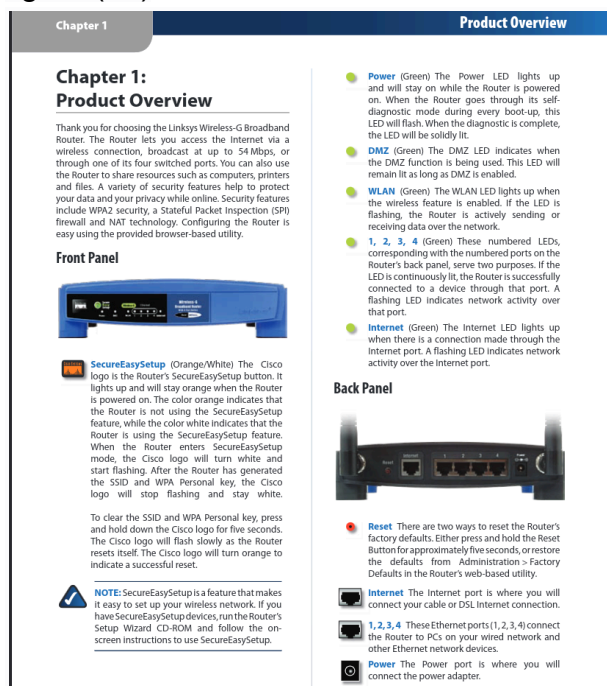 Chapter 1
Product Overview
Chapter 1:
Product Overview
Thank you for choosing the Linksys Wireless-G Broadband
Router. The Router lets you access the Internet via a
wireless connection, broadcast at up to 54 Mbps, or
through one of its four switched ports. You can also use
the Router to share resources such as computers, printers
and files. A variety of security features help to protect
your data and your privacy while online. Security features
include WPA2 security, a Stateful Packet Inspection (SPI)
firewall and NAT technology. Configuring the Router is
easy using the provided browser-based utility.
Front Panel
Wireless-G
SecureEasySetup (Orange/White) The Cisco
logo is the Router's SecureEasySetup button. It
lights up and will stay orange when the Router
is powered on. The color orange indicates that
the Router is not using the SecureEasySetup
feature, while the color white indicates that the
Router is using the SecureEasySetup feature.
When the Router enters SecureEasySetup
mode, the Cisco logo will turn white and
start flashing. After the Router has generated
the SSID and WPA Personal key, the Cisco
logo will stop flashing and stay white.
To clear the SSID and WPA Personal key, press
and hold down the Cisco logo for five seconds.
The Cisco logo will flash slowly as the Router
resets itself. The Cisco logo will turn orange to
indicate a successful reset.
NOTE: SecureEasySetup is a feature that makes
it easy to set up your wireless network. If you
have SecureEasySetup devices, run the Router's
Setup Wizard CD-ROM and follow the on-
screen instructions to use SecureEasySetup.
Power (Green) The Power LED lights up
and will stay on while the Router is powered
on. When the Router goes through its self-
diagnostic mode during every boot-up, this
LED will flash. When the diagnostic is complete,
the LED will be solidly lit.
DMZ (Green) The DMZ LED indicates when
the DMZ function is being used. This LED will
remain lit as long as DMZ is enabled.
WLAN (Green) The WLAN LED lights up when
the wireless feature is enabled. If the LED is
flashing, the Router is actively sending or
receiving data over the network.
1, 2, 3, 4 (Green) These numbered LEDs,
corresponding with the numbered ports on the
Router's back panel, serve two purposes. If the
LED is continuously lit, the Router is successfully
connected to a device through that port. A
flashing LED indicates network activity over
that port.
Internet (Green) The Internet LED lights up
when there is a connection made through the
Internet port. A flashing LED indicates network
activity over the Internet port.
Back Panel
Reset Internet 1 2 3 4 Power
Reset There are two ways to reset the Router's
factory defaults. Either press and hold the Reset
Button for approximately five seconds, or restore
the defaults from Administration > Factory
Defaults in the Router's web-based utility.
Internet The Internet port is where you will
connect your cable or DSL Internet connection.
1, 2, 3, 4 These Ethernet ports (1, 2, 3, 4) connect
the Router to PCs on your wired network and
other Ethernet network devices.
Power The Power port is where you will
connect the power adapter.